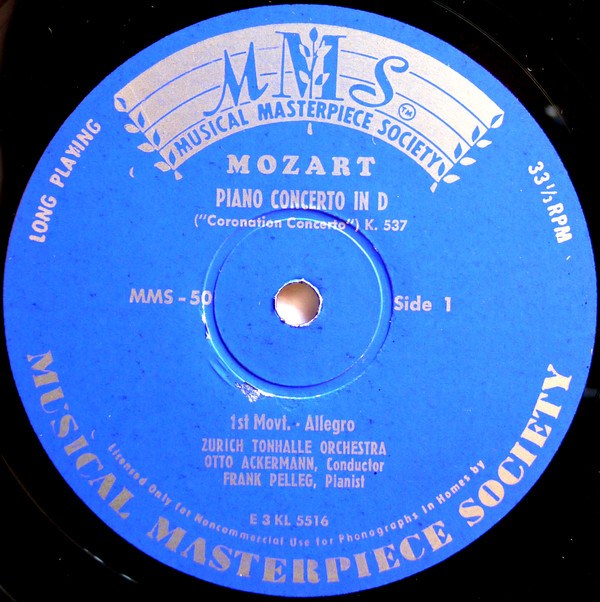 MMS TM
MUSICAL MASTERPIECE SOCIETY
LONG PLAYING
33 1/3 RPM
MOZART
PIANO CONCERTO IN D
("Coronation Concerto") K. 537
MMS - 50
Side 1
1st Movt. - Allegro
ZURICH TONHALLE ORCHESTRA
OTTO ACKERMANN, Conductor
FRANK PELLEG, Pianist
E 3 KL 5516
Licensed Only for Noncommercial Use for Phonographs in Homes by
MUSICAL MASTERPIECE SOCIETY